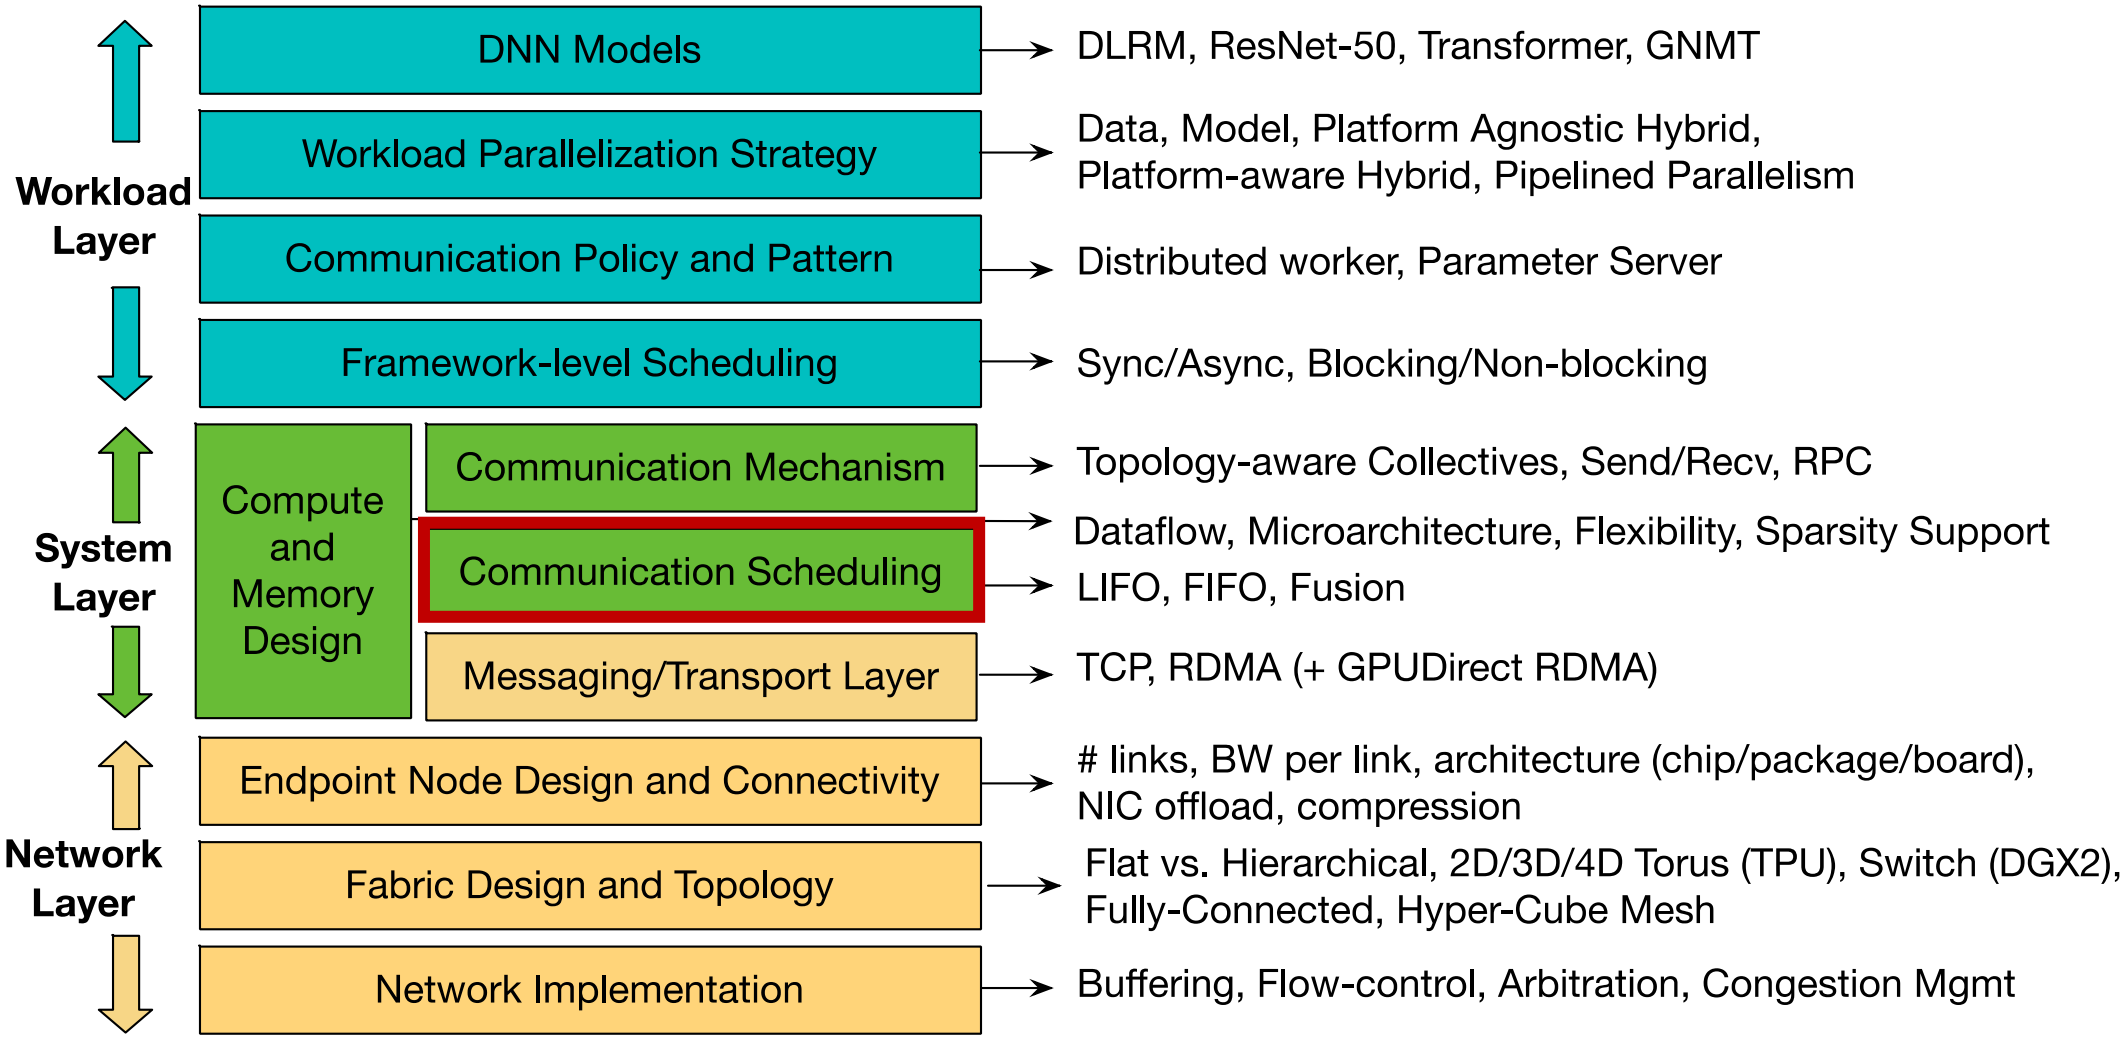 DNN Models
DLRM, ResNet-50, Transformer, GNMT
Workload Parallelization Strategy
Data, Model, Platform Agnostic Hybrid,
Platform-aware Hybrid, Pipelined Parallelism
Workload
Layer
Communication Policy and Pattern
Distributed worker, Parameter Server
Framework-level Scheduling
Sync/Async, Blocking/Non-blocking
System
Layer
Compute
and
Memory
Design
Communication Mechanism
Topology-aware Collectives, Send/Recv, RPC
Dataflow, Microarchitecture, Flexibility, Sparsity Support
Communication Scheduling
LIFO, FIFO, Fusion
Messaging/Transport Layer
TCP, RDMA (+ GPUDirect RDMA)
Endpoint Node Design and Connectivity
# links, BW per link, architecture (chip/package/board),
NIC offload, compression
Network
Layer
Fabric Design and Topology
Flat vs. Hierarchical, 2D/3D/4D Torus (TPU), Switch (DGX2),
Fully-Connected, Hyper-Cube Mesh
Network Implementation
Buffering, Flow-control, Arbitration, Congestion Mgmt